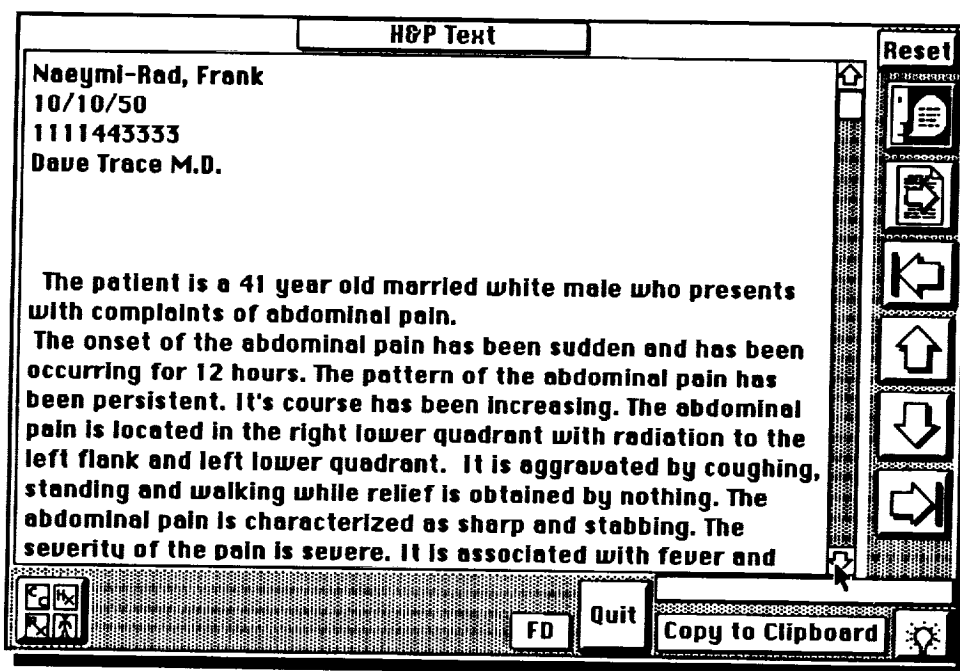 H&P Text
Reset
Naeymi-Rad, Frank
10/10/50
1111443333
Dave Trace M.D.
The patient is a 41 year old married white male who presents
with complaints of abdominal pain.
The onset of the abdominal pain has been sudden and has been
occurring for 12 hours. The pattern of the abdominal pain has
been persistent. It's course has been increasing. The abdominal
pain is located in the right lower quadrant with radiation to the
left flank and left lower quadrant. It is aggravated by coughing,
standing and walking while relief is obtained by nothing. The
abdominal pain is characterized as sharp and stabbing. The
severity of the pain is severe. It is associated with fever and
CC HX
RX
FD
Quit
Copy to Clipboard